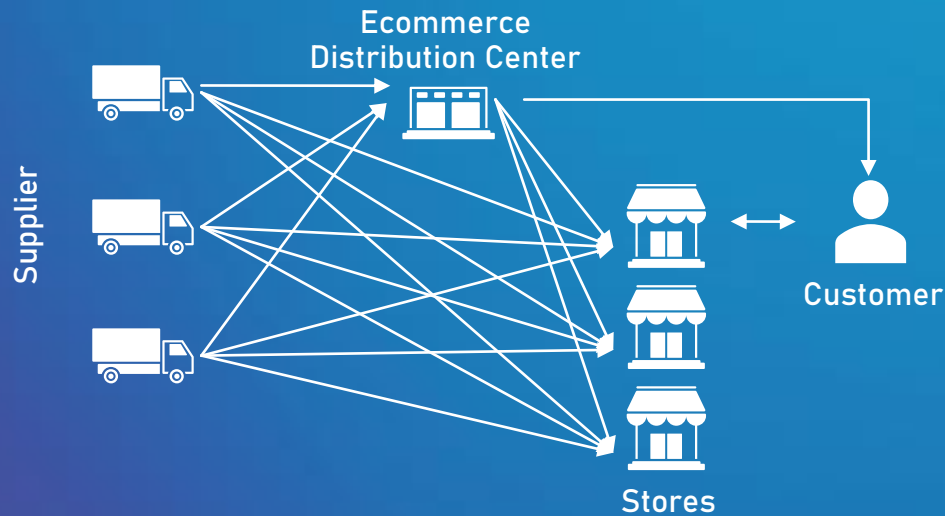 Ecommerce
Distribution Center
Supplier
Customer
Stores